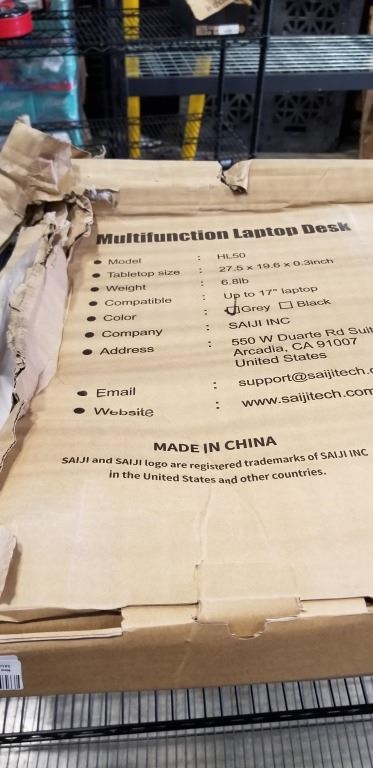 Multifunction Laptop Desk
● Model : HL50
● Tabletop size : 27.5 x 19.6 x 0.3inch
● Weight : 6.8lb
● Compatible : Up to 17" laptop
● Color : ☑Grey ☐Black
● Company : SAIJI INC
● Address : 550 W Duarte Rd
Arcadia, CA 91007
United States
● Email : support@saijitech.c
● Website : www.saijitech.com
MADE IN CHINA
SAIJI and SAIJI logo are registered trademarks of SAIJI INC
in the United States and other countries.